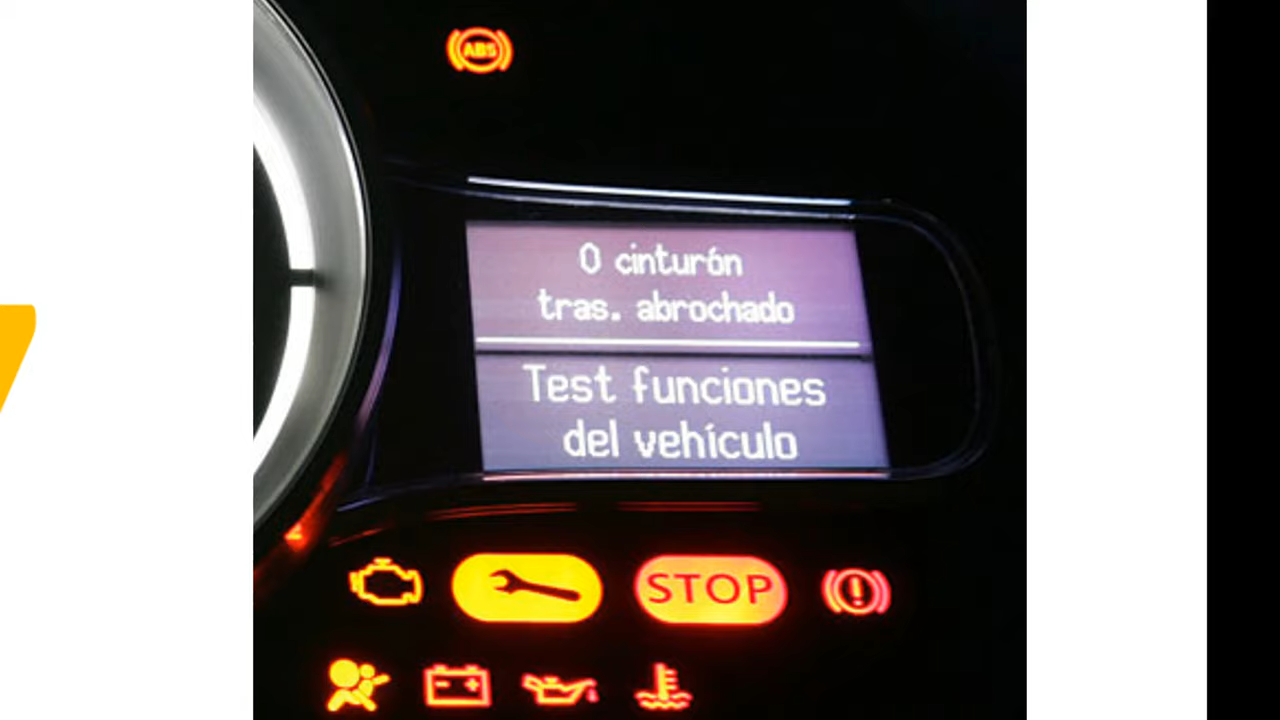 ABS
0 cinturón
tras. abrochado
Test funciones
del vehículo
STOP